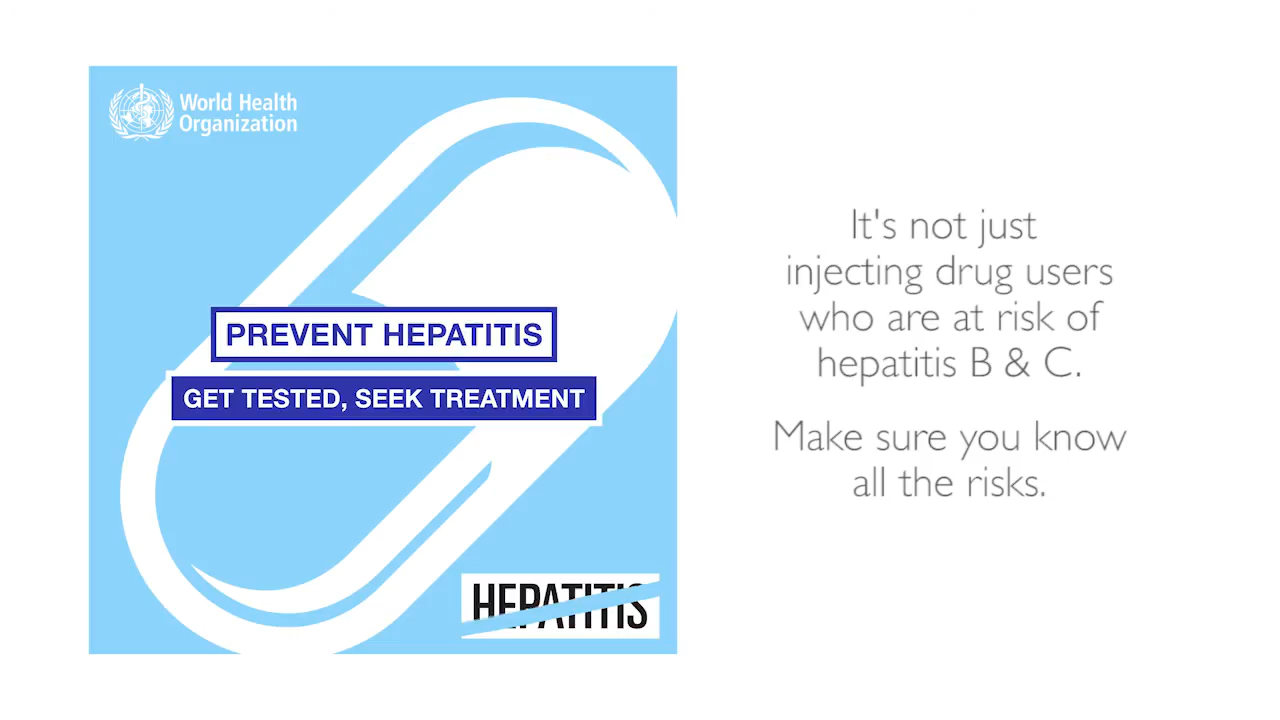 World Health
Organization
PREVENT HEPATITIS
GET TESTED, SEEK TREATMENT
HEPATITIS
It's not just
injecting drug users
who are at risk of
hepatitis B & C.
Make sure you know
all the risks.